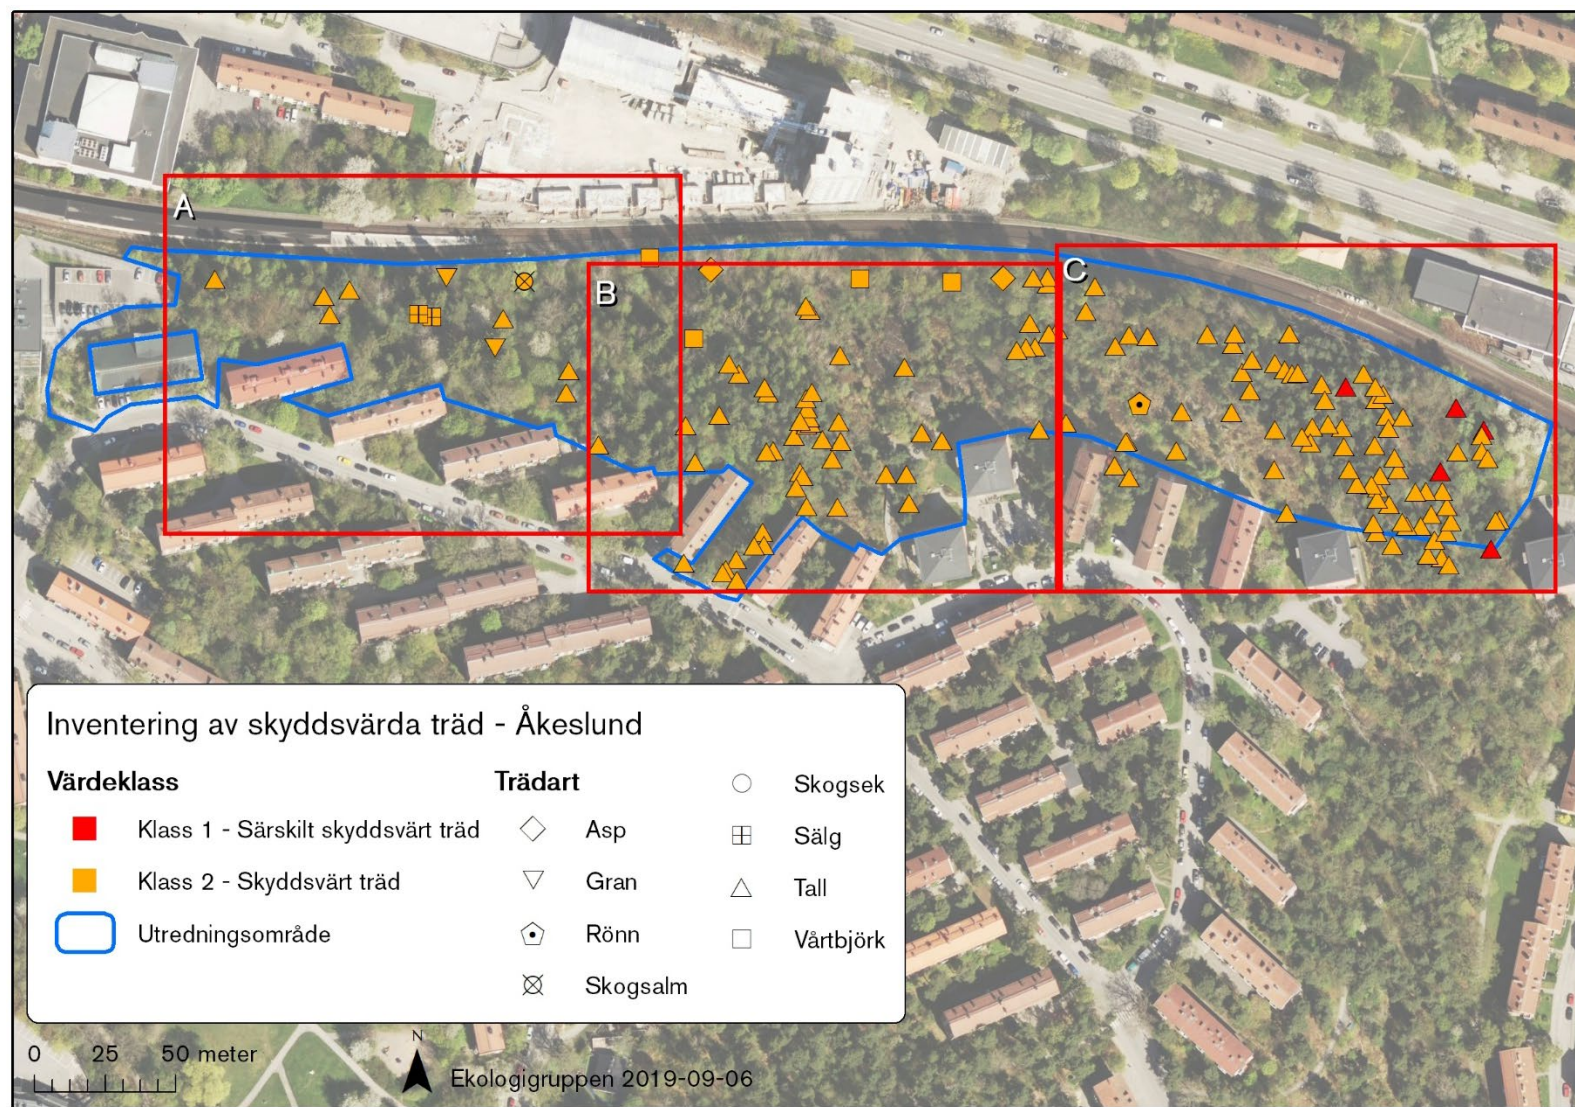 A
B
C
Inventering av skyddsvärda träd - Åkeslund
Värdeklass
Klass 1 - Särskilt skyddsvärt träd
Klass 2 - Skyddsvärt träd
Utredningsområde
Trädart
Asp
Gran
Rönn
Skogsalm
Skogsek
Sälg
Tall
Vårtbjörk
0 25 50 meter
N
Ekologigruppen 2019-09-06